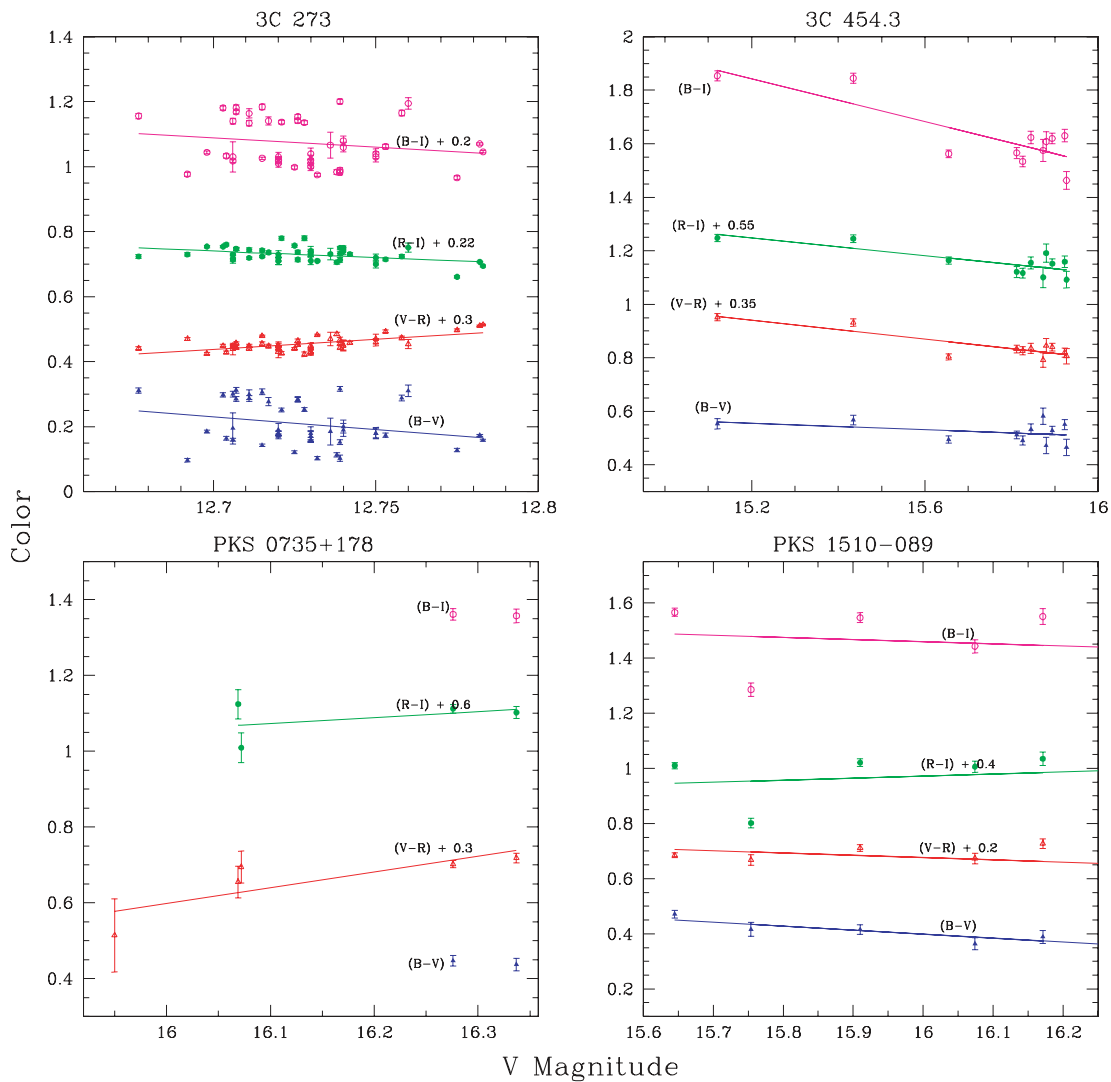 3C 273
3C 454.3
1.4
1.2
1
0.8
0.6
0.4
0.2
0
(B-I) + 0.2
(R-I) + 0.22
(V-R) + 0.3
(B-V)
12.7
12.75
12.8
2
1.8
1.6
1.4
1.2
1
0.8
0.6
0.4
(B-I)
(R-I) + 0.55
(V-R) + 0.35
(B-V)
15.2
15.6
16
Color
PKS 0735+178
PKS 1510-089
1.4
1.2
1
0.8
0.6
0.4
(B-I)
(R-I) + 0.6
(V-R) + 0.3
(B-V)
16
16.1
16.2
16.3
1.6
1.4
1.2
1
0.8
0.6
0.4
0.2
(B-I)
(R-I) + 0.4
(V-R) + 0.2
(B-V)
15.6
15.7
15.8
15.9
16
16.1
16.2
V Magnitude